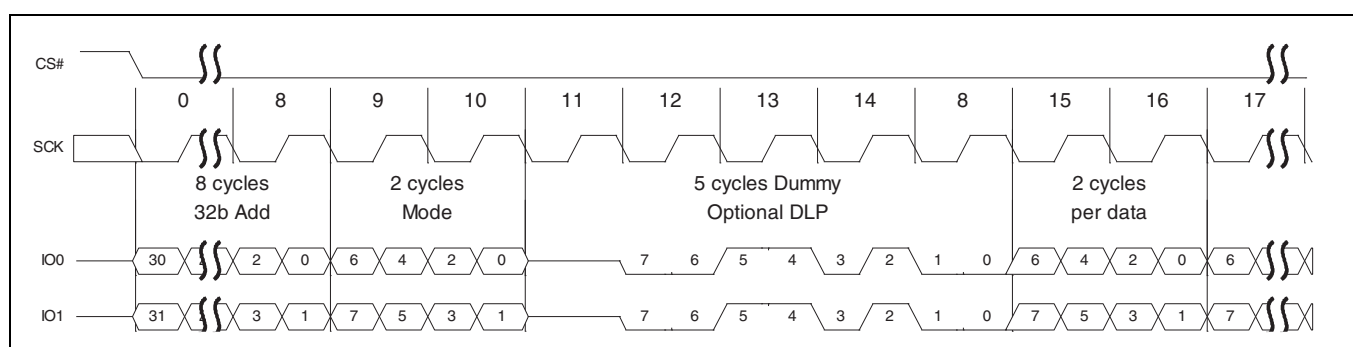 CS#
0 8 9 10 11 12 13 14 8 15 16 17
SCK
8 cycles 2 cycles 5 cycles Dummy 2 cycles
32b Add Mode Optional DLP per data
IO0 30 2 0 6 4 2 0 7 6 5 4 3 2 1 0 6 4 2 0 6
IO1 31 3 1 7 5 3 1 7 6 5 4 3 2 1 0 7 5 3 1 7